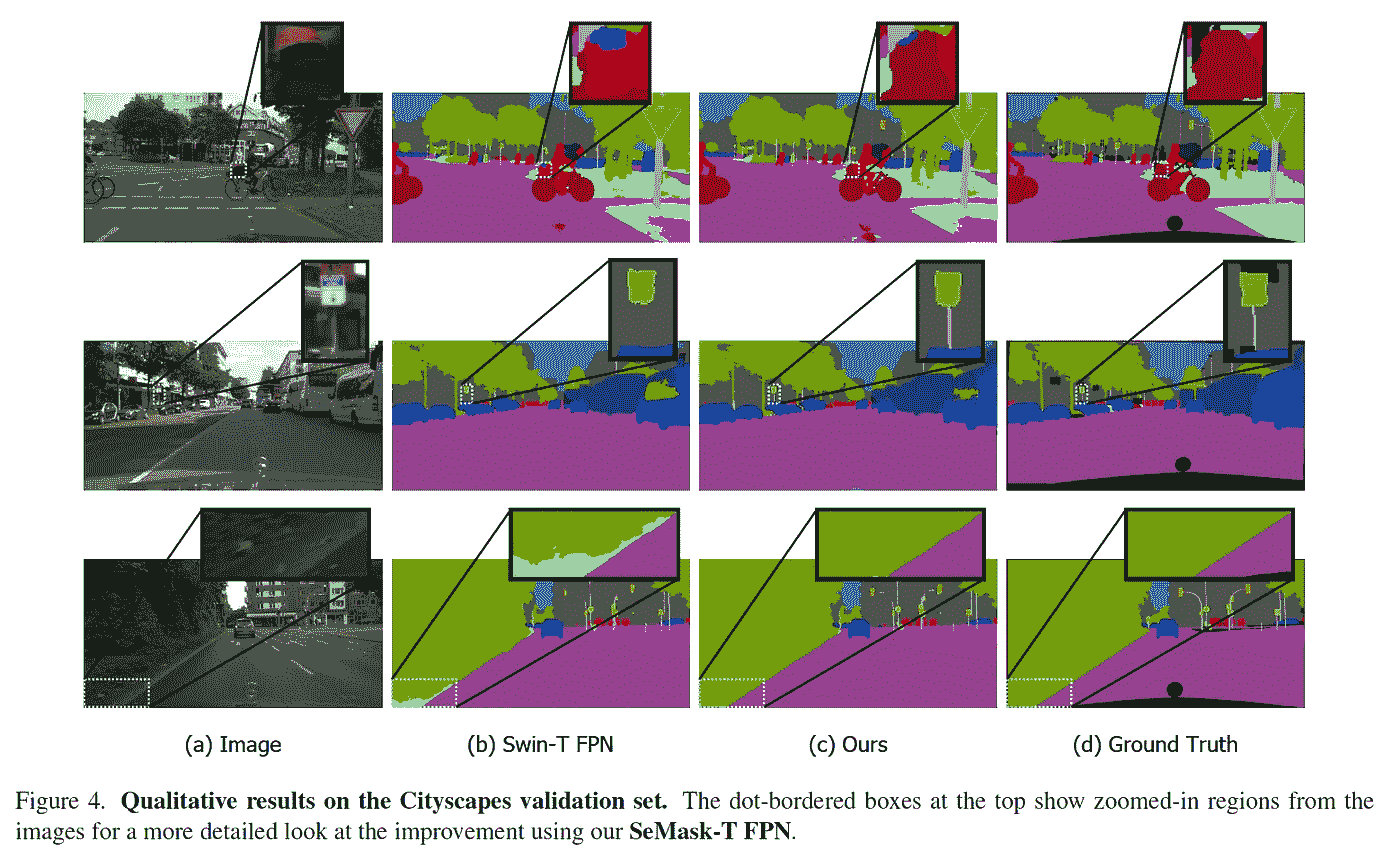 (a) Image
(b) Swin-T FPN
(c) Ours
(d) Ground Truth
Figure 4. Qualitative results on the Cityscapes validation set. The dot-bordered boxes at the top show zoomed-in regions from the
images for a more detailed look at the improvement using our SeMask-T FPN.